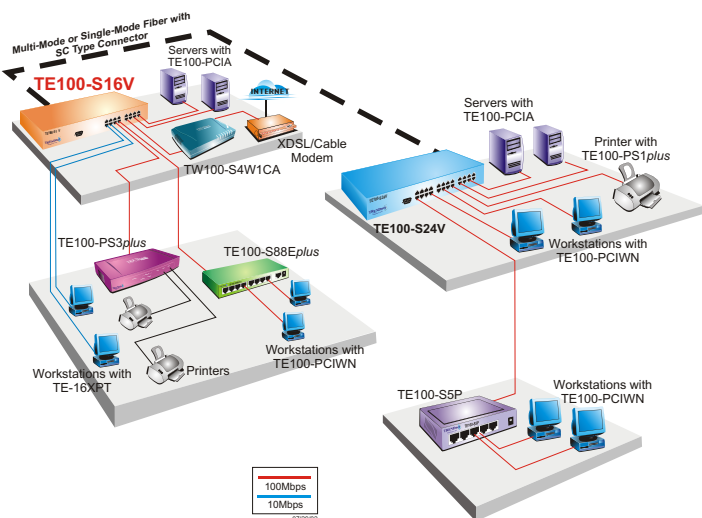 Multi-Mode or Single-Mode Fiber with
SC Type Connector
TE100-S16V
Servers with
TE100-PCIA
INTERNET
XDSL/Cable
Modem
TW100-S4W1CA
Servers with
TE100-PCIA
Printer with
TE100-PS1plus
TE100-S24V
Workstations with
TE100-PCIWN
TE100-PS3plus
TE100-S88Eplus
Workstations with
TE100-PCIWN
Workstations with
TE-16XPT
Printers
TE100-S5P
Workstations with
TE100-PCIWN
100Mbps
10Mbps